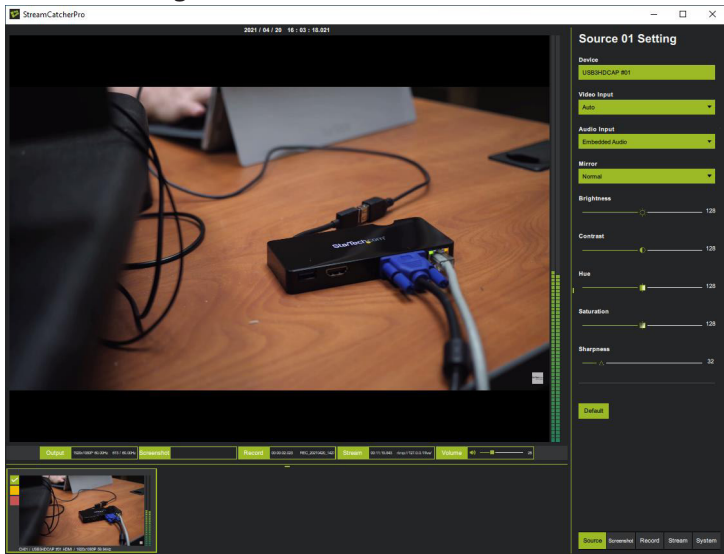 StreamCatcherPro
2021 / 04 / 20 16 : 03 : 18.021
StarTech.com
Output
Screenshot
Record
Stream
Volume
Source 01 Setting
Device
USB3HDCAP #01
Video Input
Auto
Audio Input
Embedded Audio
Mirror
Normal
Brightness
128
Contrast
128
Hue
128
Saturation
128
Sharpness
32
Default
Source Screenshot Record Stream System